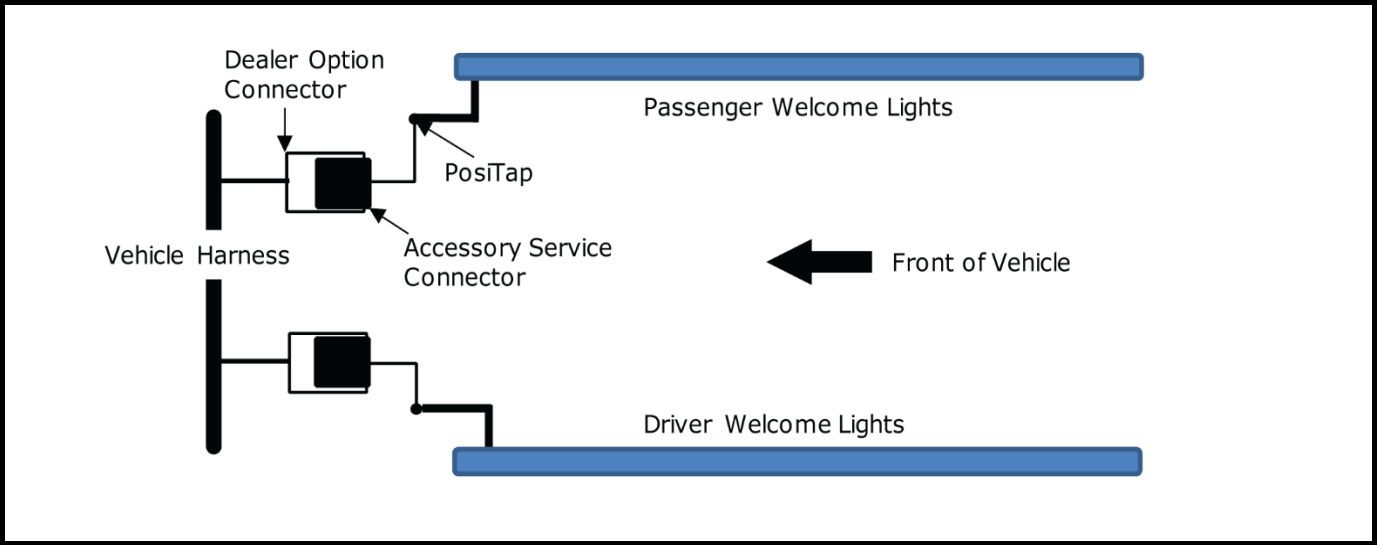 Dealer Option
Connector
Passenger Welcome Lights
PosiTap
Vehicle Harness
Accessory Service
Connector
Front of Vehicle
Driver Welcome Lights